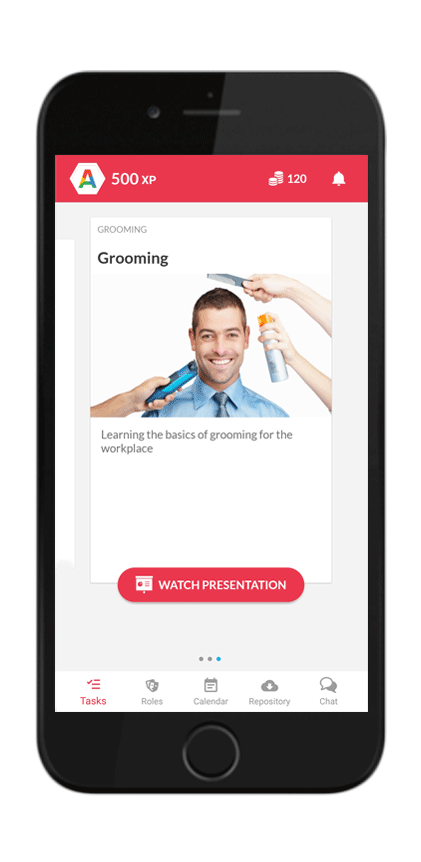 A 500 XP 120
GROOMING
Grooming
Learning the basics of grooming for the
workplace
WATCH PRESENTATION
Tasks Roles Calendar Repository Chat